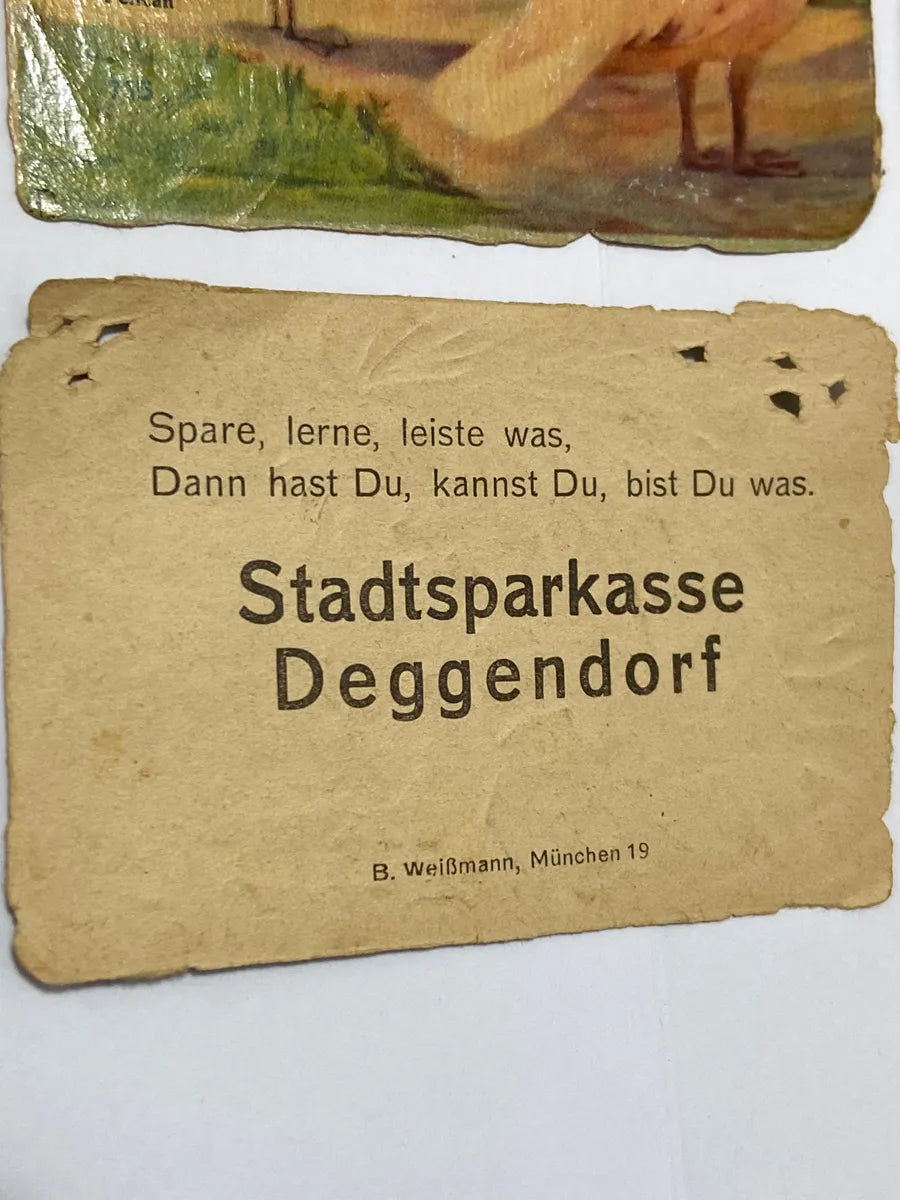 Spare, lerne, leiste was,
Dann hast Du, kannst Du, bist Du was.
Stadtsparkasse
Deggendorf
B. Weißmann, München 19